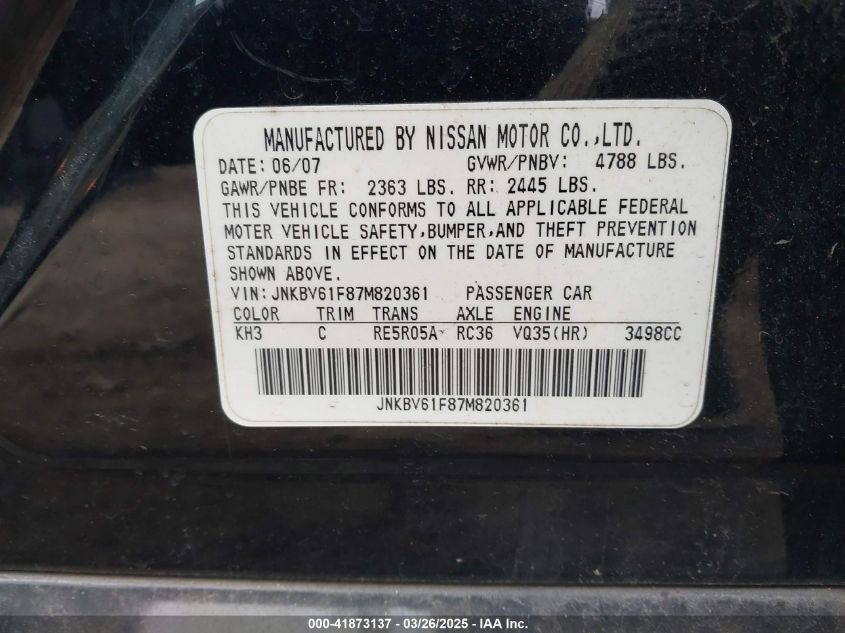 MANUFACTURED BY NISSAN MOTOR CO.,LTD.
DATE: 06/07 GVWR/PNBV: 4788 LBS.
GAWR/PNBE FR: 2363 LBS. RR: 2445 LBS.
THIS VEHICLE CONFORMS TO ALL APPLICABLE FEDERAL
MOTER VEHICLE SAFETY,BUMPER,AND THEFT PREVENTION
STANDARDS IN EFFECT ON THE DATE OF MANUFACTURE
SHOWN ABOVE.
VIN: JNKBV61F87M820361 PASSENGER CAR
COLOR TRIM TRANS AXLE ENGINE
KH3 C RE5R05A RC36 VQ35(HR) 3498CC
JNKBV61F87M820361
000-41873137 - 03/26/2025 - IAA Inc.